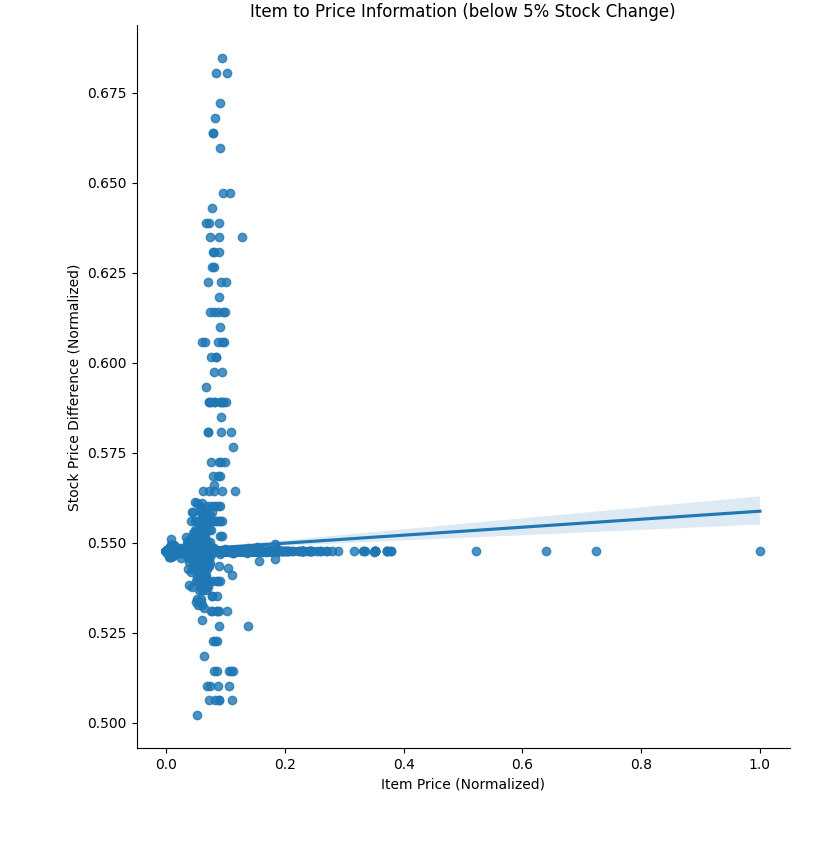 Item to Price Information (below 5% Stock Change)
Stock Price Difference (Normalized)
0.675
0.650
0.625
0.600
0.575
0.550
0.525
0.500
0.0 0.2 0.4 0.6 0.8 1.0
Item Price (Normalized)